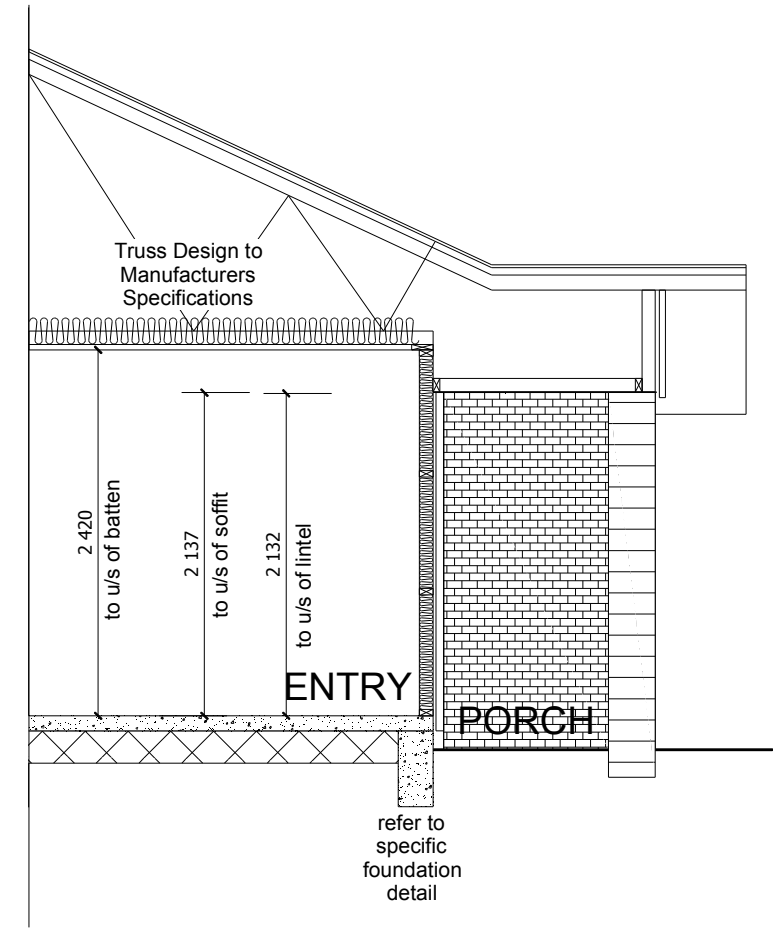 Truss Design to
Manufacturers
Specifications
2 420
to u/s of batten
2 137
to u/s of soffit
2 132
to u/s of lintel
ENTRY
PORCH
refer to
specific
foundation
detail